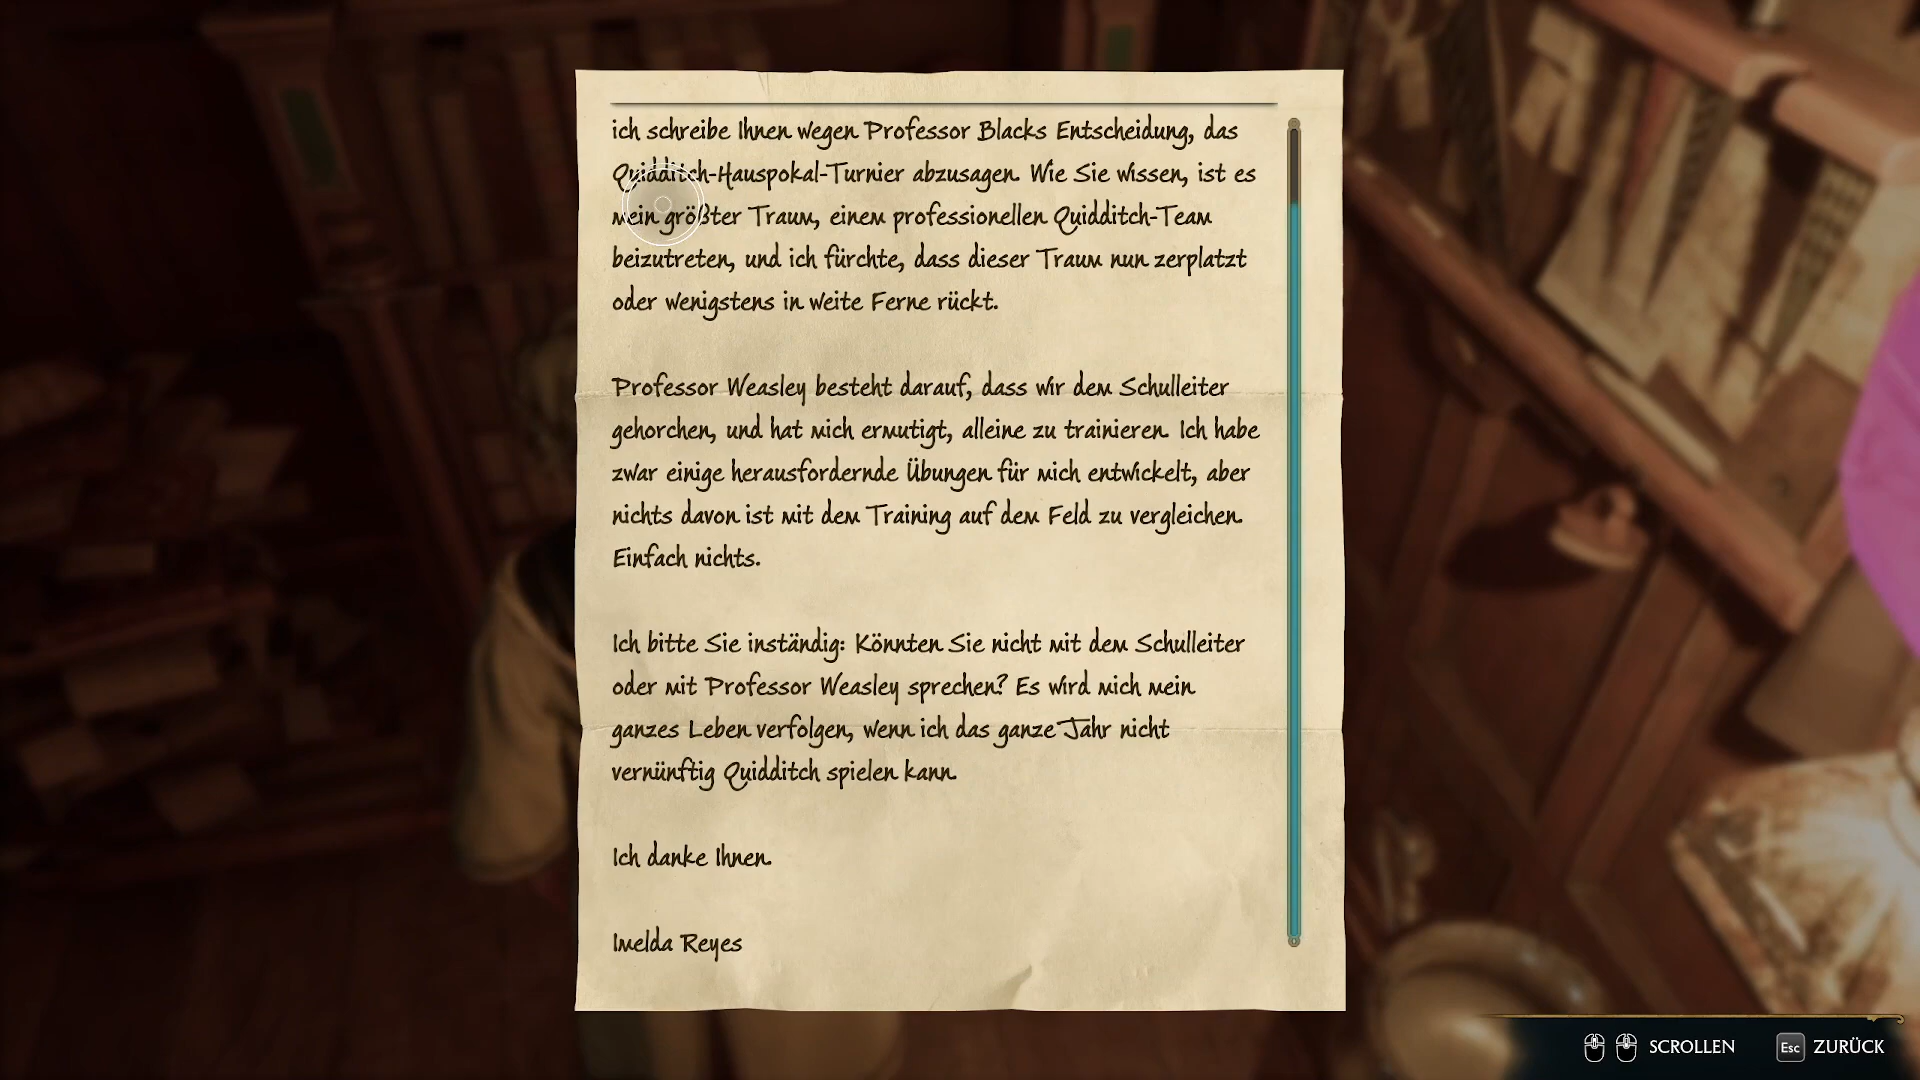 ich schreibe Ihnen wegen Professor Blacks Entscheidung, das
Quidditch-Hauspokal-Turnier abzusagen. Wie Sie wissen, ist es
mein größter Traum, einem professionellen Quidditch-Team
beizutreten, und ich fürchte, dass dieser Traum nun zerplatzt
oder wenigstens in weite Ferne rückt.
Professor Weasley besteht darauf, dass wir dem Schulleiter
gehorchen, und hat mich ermutigt, alleine zu trainieren. Ich habe
zwar einige herausfordernde Übungen für mich entwickelt, aber
nichts davon ist mit dem Training auf dem Feld zu vergleichen.
Einfach nichts.
Ich bitte Sie inständig: Könnten Sie nicht mit dem Schulleiter
oder mit Professor Weasley sprechen? Es wird mich mein
ganzes Leben verfolgen, wenn ich das ganze Jahr nicht
vernünftig Quidditch spielen kann.
Ich danke Ihnen.
Imelda Reyes
SCROLLEN
Esc ZURÜCK